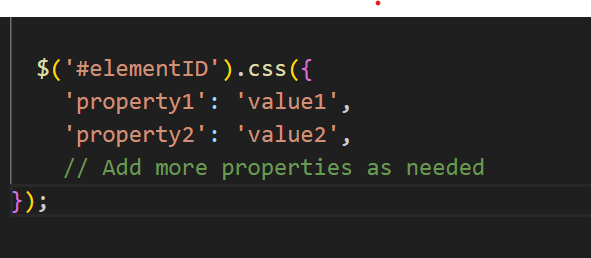 $('#elementID').css({
'property1': 'value1',
'property2': 'value2',
// Add more properties as needed
});